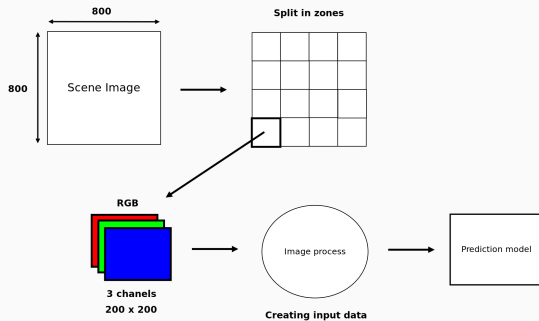 800
Split in zones
800
Scene Image
RGB
Image process
Prediction model
3 chanels
200 x 200
Creating input data